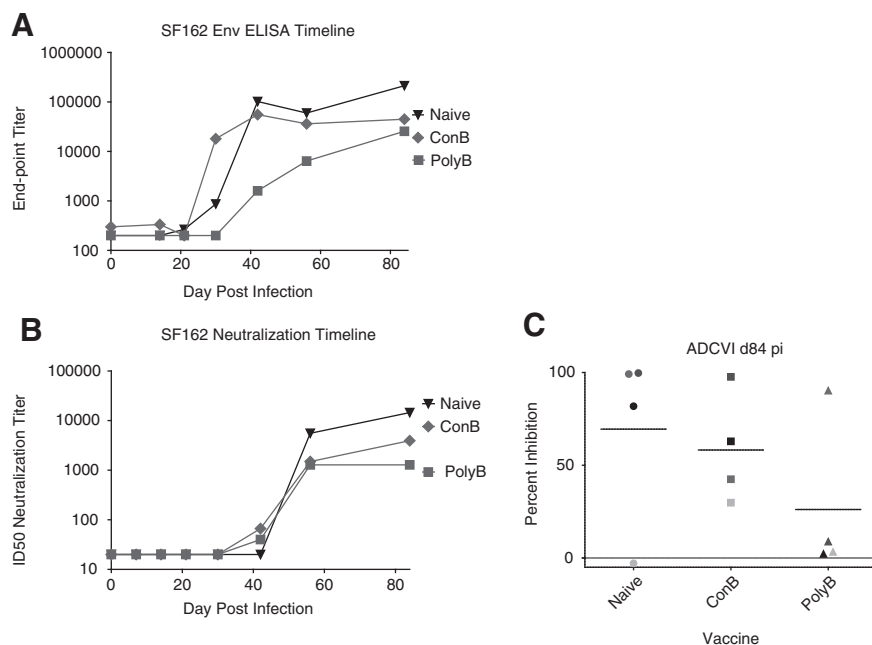 A
SF162 Env ELISA Timeline
End-point Titer
1000000
100000
10000
1000
100
0 20 40 60 80
Day Post Infection
Naive
ConB
PolyB
B
SF162 Neutralization Timeline
ID50 Neutralization Titer
100000
10000
1000
100
10
0 20 40 60 80
Day Post Infection
Naive
ConB
PolyB
C
ADCVI d84 pi
Percent Inhibition
100
50
0
Naive
ConB
PolyB
Vaccine